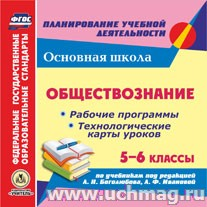 ФГОС
ПЛАНИРОВАНИЕ УЧЕБНОЙ
ДЕЯТЕЛЬНОСТИ
ФЕДЕРАЛЬНЫЕ ГОСУДАРСТВЕННЫЕ
ОБРАЗОВАТЕЛЬНЫЕ СТАНДАРТЫ
Основная школа
ОБЩЕСТВОЗНАНИЕ
• Рабочие программы
• Технологические
карты уроков
5–6 КЛАССЫ
по учебникам под редакцией
Л. Н. Боголюбова, Л. Ф. Ивановой
УЧИТЕЛЬ
www.uchmag.ru